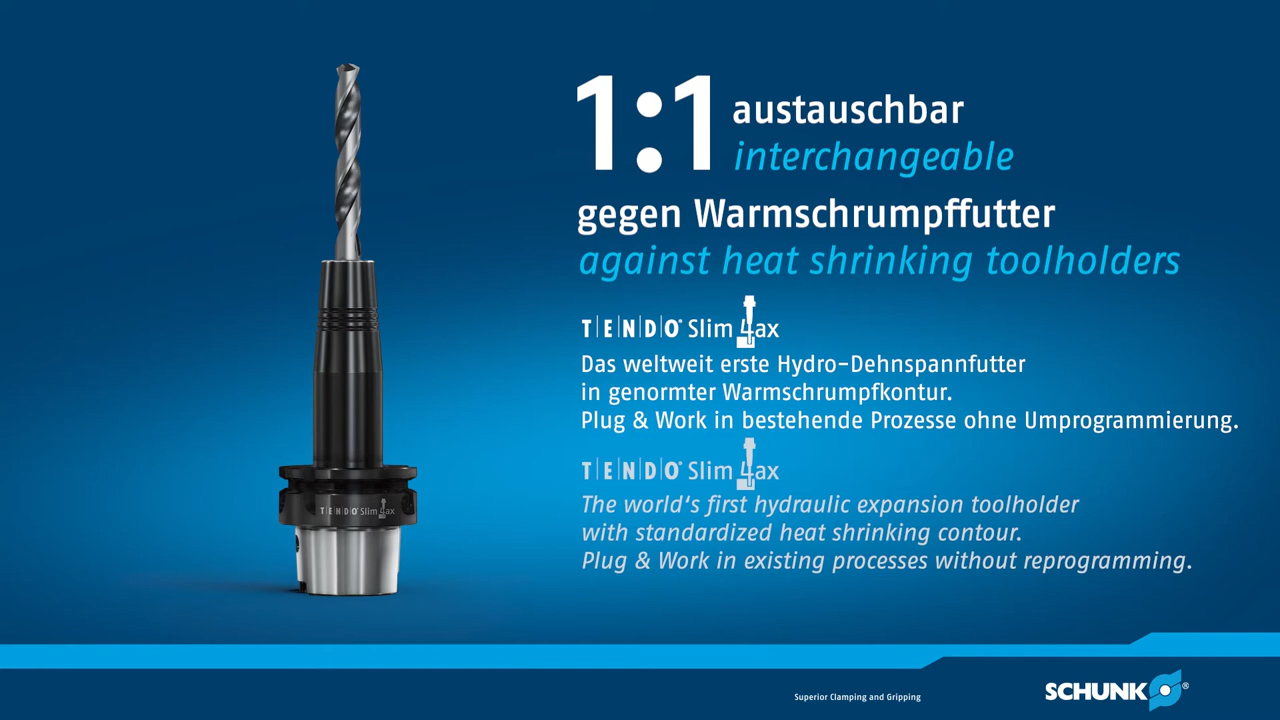 1:1 austauschbar
interchangeable
gegen Warmschrumpffutter
against heat shrinking toolholders
TENDO® Slim 4ax
Das weltweit erste Hydro-Dehnspannfutter
in genormter Warmschrumpfkontur.
Plug & Work in bestehende Prozesse ohne Umprogrammierung.
TENDO® Slim 4ax
The world's first hydraulic expansion toolholder
with standardized heat shrinking contour.
Plug & Work in existing processes without reprogramming.
TENDO® Slim 4ax
Superior Clamping and Gripping
SCHUNK ®